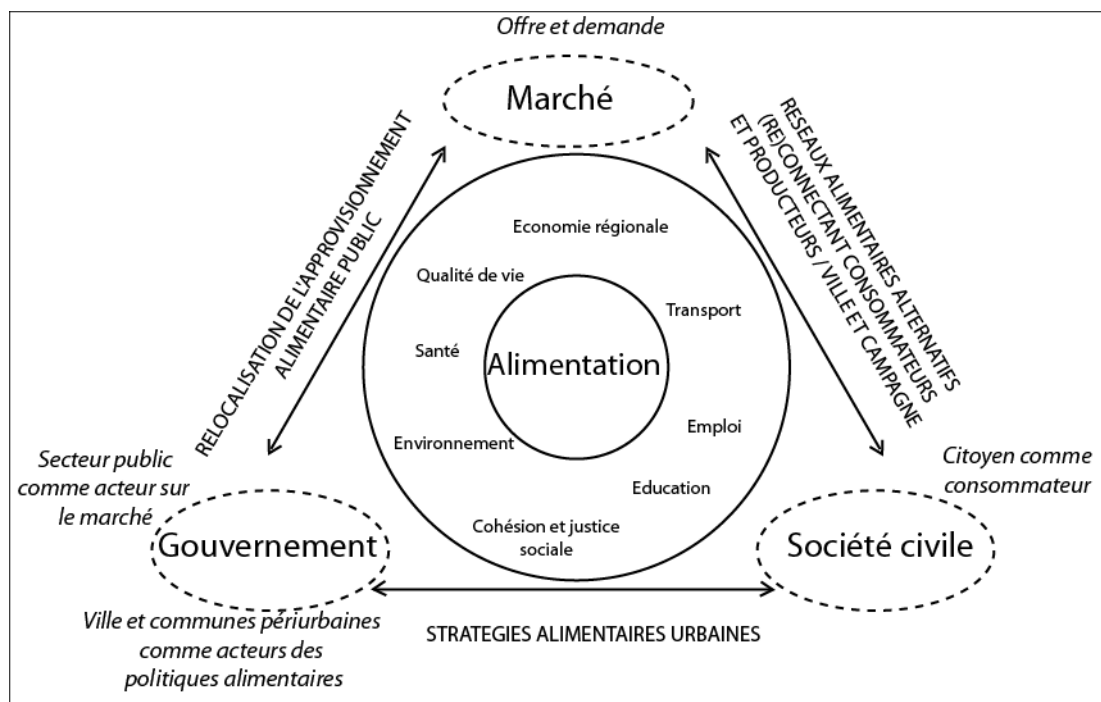 Offre et demande
Marché
RELOCALISATION DE L'APPROVISIONNEMENT
ALIMENTAIRE PUBLIC
RESEAUX ALIMENTAIRES ALTERNATIFS
(RE)CONNECTANT CONSOMMATEURS
ET PRODUCTEURS / VILLE ET CAMPAGNE
Economie régionale
Qualité de vie
Transport
Santé
Alimentation
Emploi
Environnement
Education
Cohésion et justice
sociale
Secteur public
comme acteur sur
le marché
Gouvernement
Ville et communes périurbaines
comme acteurs des
politiques alimentaires
Citoyen comme
consommateur
Société civile
STRATEGIES ALIMENTAIRES URBAINES